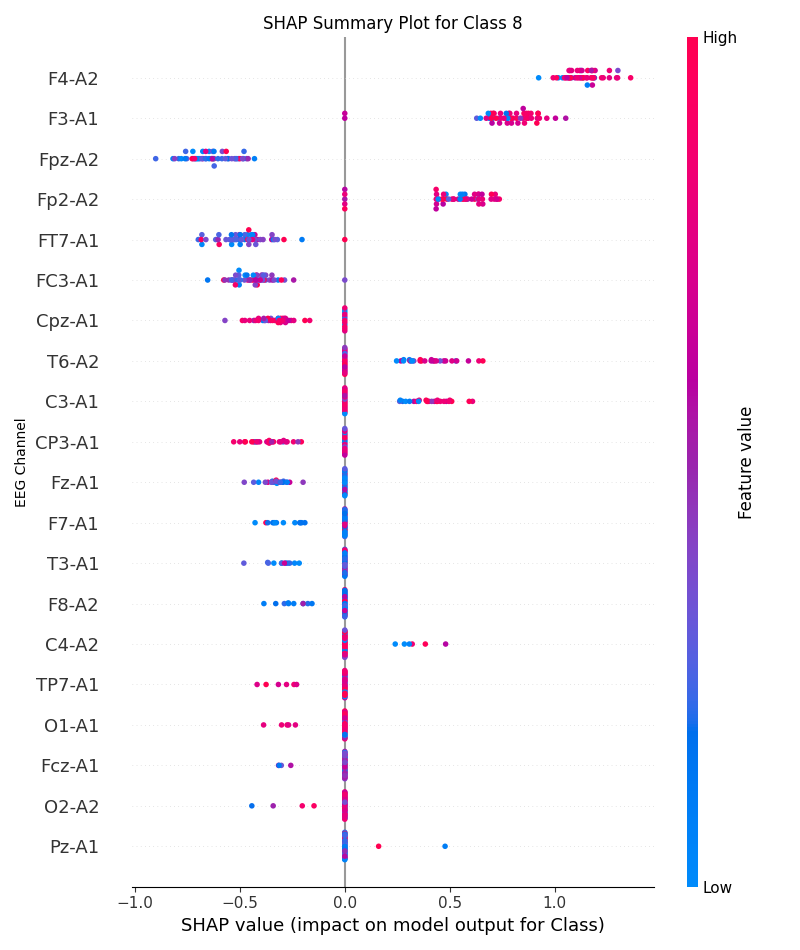 SHAP Summary Plot for Class 8
High
F4-A2
F3-A1
Fpz-A2
Fp2-A2
FT7-A1
FC3-A1
Cpz-A1
T6-A2
C3-A1
CP3-A1
Fz-A1
F7-A1
T3-A1
F8-A2
C4-A2
TP7-A1
O1-A1
Fcz-A1
O2-A2
Pz-A1
EEG Channel
Feature value
Low
−1.0 −0.5 0.0 0.5 1.0
SHAP value (impact on model output for Class)